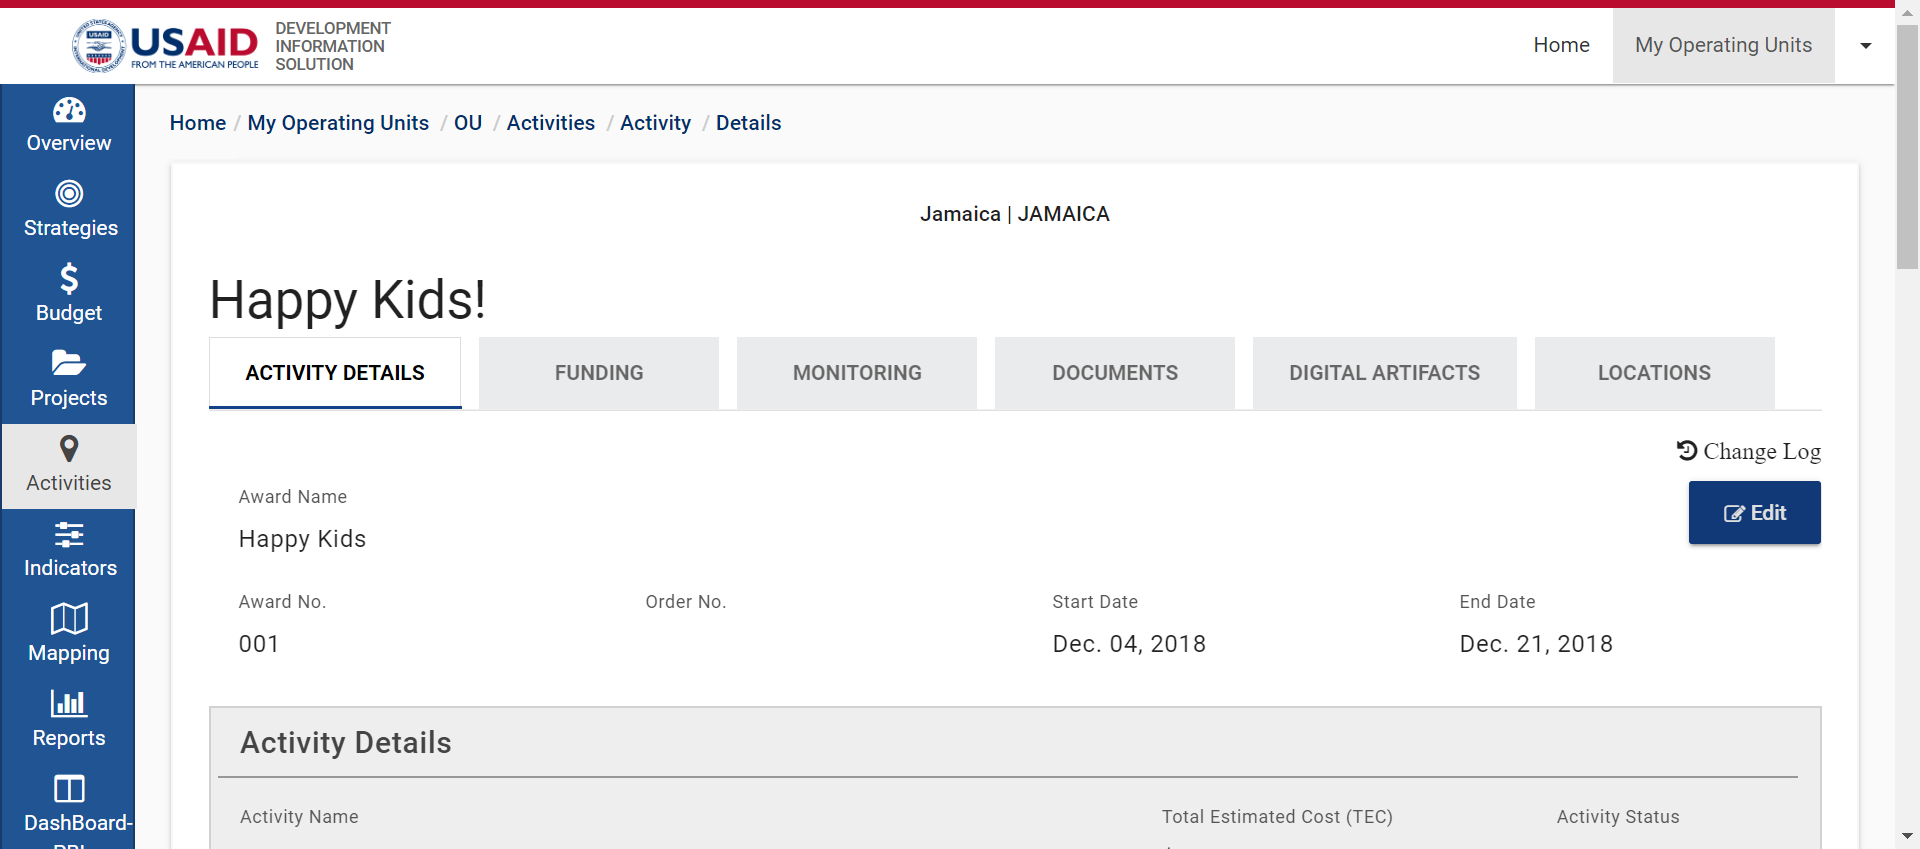 USAID
FROM THE AMERICAN PEOPLE
DEVELOPMENT
INFORMATION
SOLUTION
Home
My Operating Units
Overview
Strategies
Budget
Projects
Activities
Indicators
Mapping
Reports
DashBoard-
Home / My Operating Units / OU / Activities / Activity / Details
Jamaica | JAMAICA
Happy Kids!
ACTIVITY DETAILS
FUNDING
MONITORING
DOCUMENTS
DIGITAL ARTIFACTS
LOCATIONS
Change Log
Edit
Award Name
Happy Kids
Award No.
001
Order No.
Start Date
Dec. 04, 2018
End Date
Dec. 21, 2018
Activity Details
Activity Name
Total Estimated Cost (TEC)
Activity Status